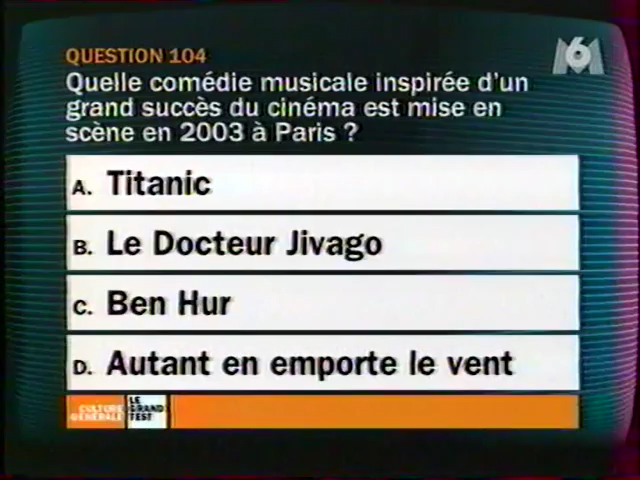 QUESTION 104
M6
Quelle comédie musicale inspirée d'un
grand succès du cinéma est mise en
scène en 2003 à Paris ?
A. Titanic
B. Le Docteur Jivago
C. Ben Hur
D. Autant en emporte le vent
CULTURE
GÉNÉRALE
LE
GRAND
TEST